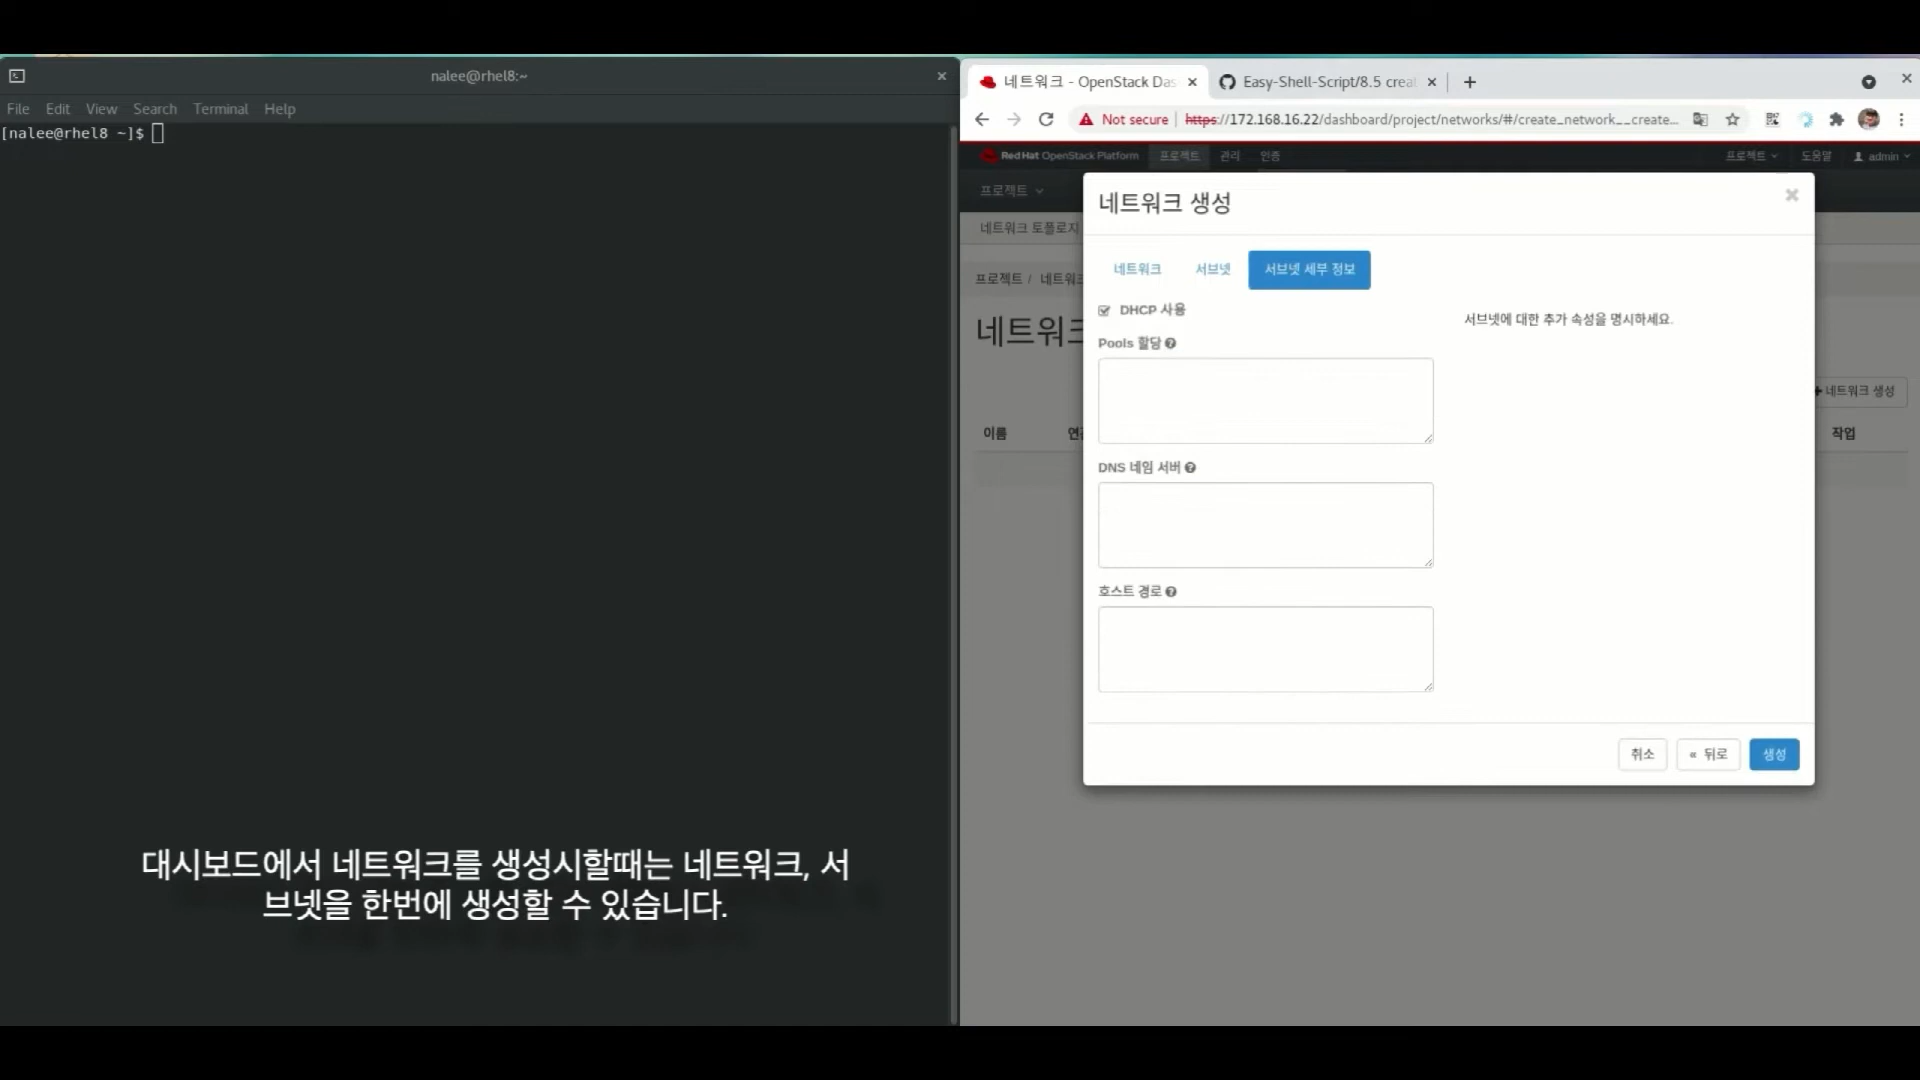 nalee@rhel8:~
File Edit View Search Terminal Help
[nalee@rhel8 ~]$
대시보드에서 네트워크를 생성시할때는 네트워크, 서
브넷을 한번에 생성할 수 있습니다.
네트워크 - OpenStack Das
Easy-Shell-Script/8.5 creat
Not secure | https://172.168.16.22/dashboard/project/networks/#/create_network__create...
Red Hat OpenStack Platform 프로젝트 관리 인증 프로젝트 도움말 admin
프로젝트
네트워크 토폴로지
프로젝트 / 네트워크
네트워크
+ 네트워크 생성
이름 작업
네트워크 생성
네트워크 서브넷 서브넷 세부 정보
DHCP 사용
서브넷에 대한 추가 속성을 명시하세요.
Pools 할당
DNS 네임 서버
호스트 경로
취소 « 뒤로 생성